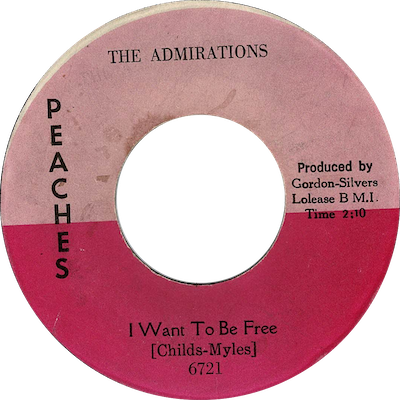 THE ADMIRATIONS
PEACHES
Produced by
Gordon-Silvers
Lolease B M.I.
Time 2:10
I Want To Be Free
[Childs-Myles]
6721